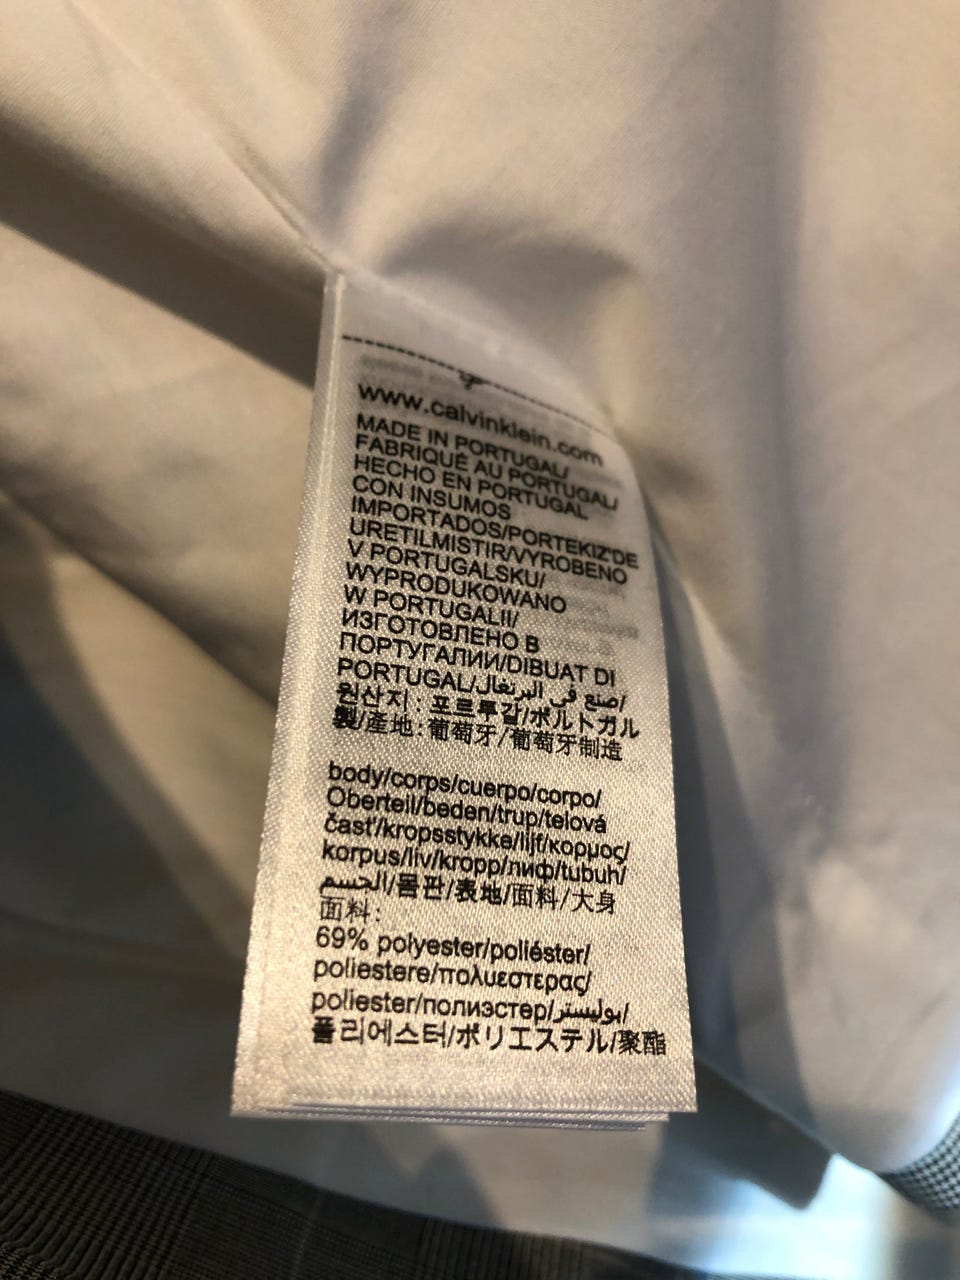 www.calvinklein.com
MADE IN PORTUGAL/
FABRIQUÉ AU PORTUGAL/
HECHO EN PORTUGAL
CON INSUMOS
IMPORTADOS/PORTEKIZ'DE
URETILMISTIR/VYROBENO
V PORTUGALSKU/
WYPRODUKOWANO
W PORTUGALII/
ИЗГОТОВЛЕНО В
ПОРТУГАЛИИ/DIBUAT DI
PORTUGAL/صنع في البرتغال/
원산지: 포르투갈/ポルトガル
製/產地: 葡萄牙/葡萄牙制造
body/corps/cuerpo/corpo/
Oberteil/beden/trup/telová
časť/kropsstykke/lijf/κορμος/
korpus/liv/kropp/лиф/tubuh/
الجسم/몸판/表地/面料/大身
面料:
69% polyester/poliéster/
poliestere/πολυεστερας/
poliester/полиэстер/بوليستر/
폴리에스터/ポリエステル/聚酯